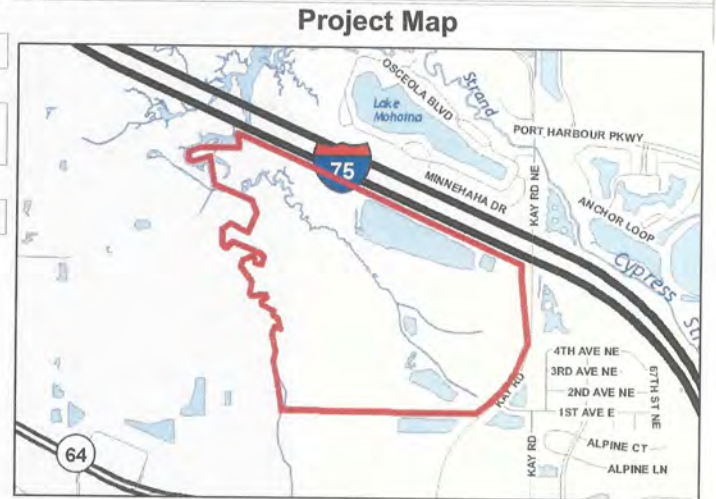 Project Map
OSCEOLA BLVD
Strand
Lake
Mohoina
PORT HARBOUR PKWY
75
MINNEHAHA DR
KAY RD NE
ANCHOR LOOP
Cypress
Str
4TH AVE NE
3RD AVE NE
67TH ST NE
2ND AVE NE
KAY RD
1ST AVE E
KAY RD
ALPINE CT
64
ALPINE LN